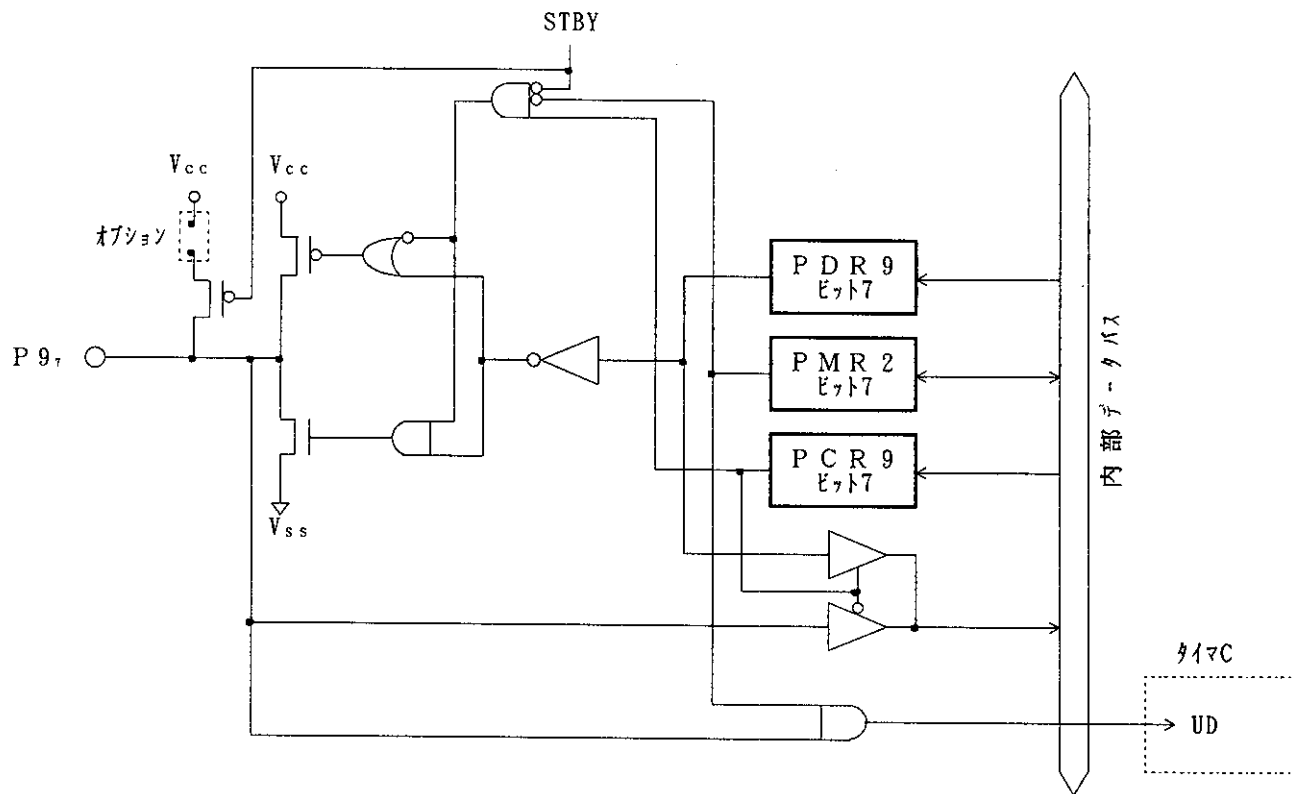 STBY
Vcc
Vcc
オプション
PDR9
ビット7
P9₇
PMR2
ビット7
PCR9
ビット7
内部データバス
Vss
タイマC
UD